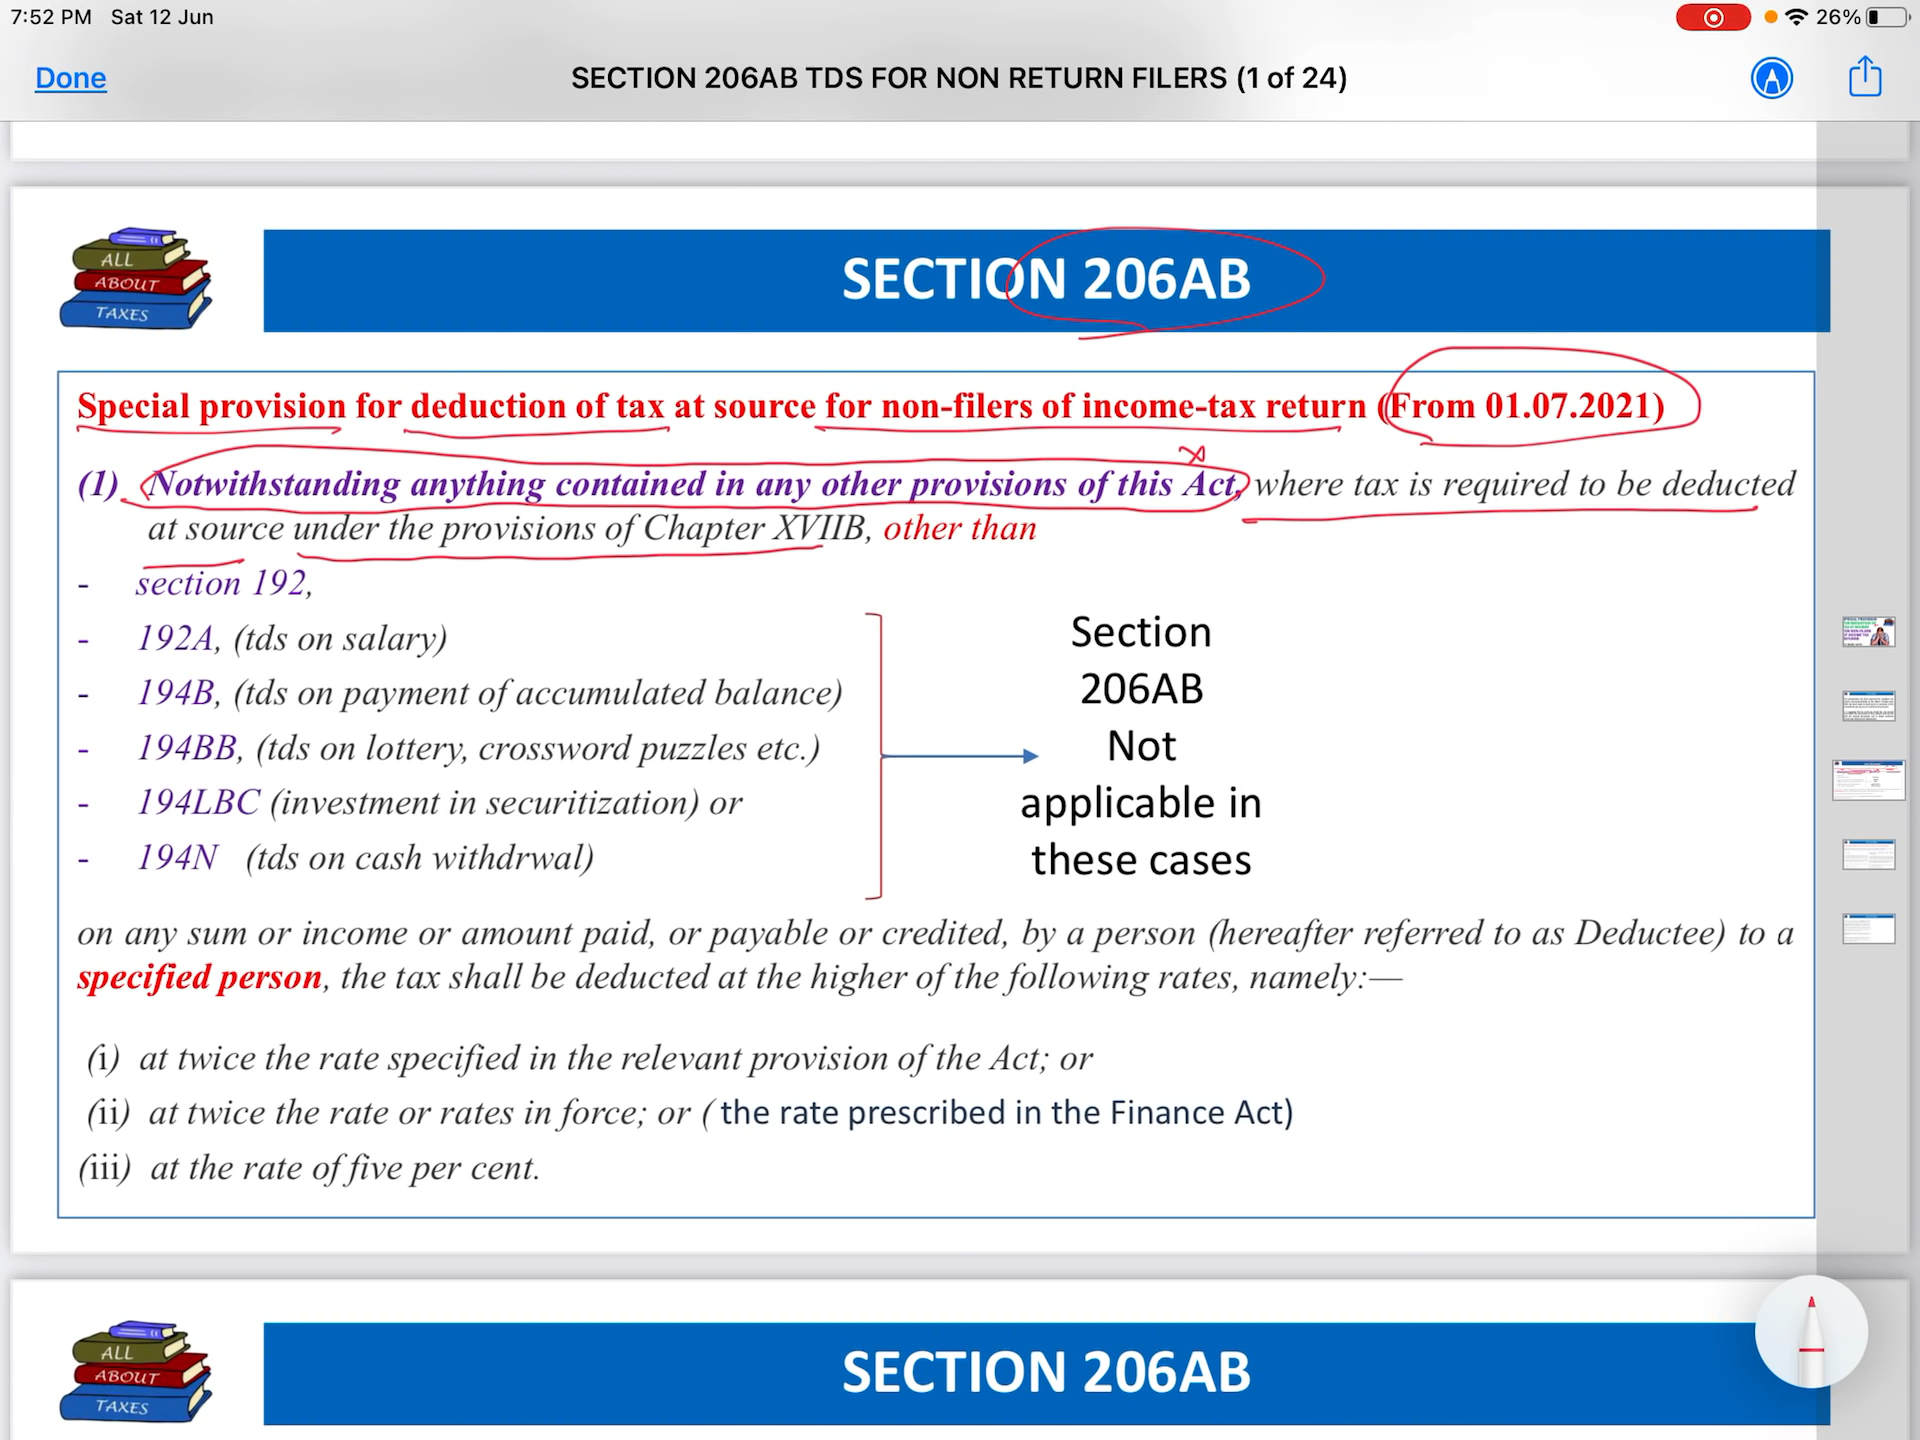 7:52 PM Sat 12 Jun
26%
Done
SECTION 206AB TDS FOR NON RETURN FILERS (1 of 24)
ALL
ABOUT
TAXES
SECTION 206AB
Special provision for deduction of tax at source for non-filers of income-tax return (From 01.07.2021)
(1) Notwithstanding anything contained in any other provisions of this Act, where tax is required to be deducted
at source under the provisions of Chapter XVIIB, other than
- section 192,
- 192A, (tds on salary)
- 194B, (tds on payment of accumulated balance)
- 194BB, (tds on lottery, crossword puzzles etc.)
- 194LBC (investment in securitization) or
- 194N (tds on cash withdrwal)
Section
206AB
Not
applicable in
these cases
on any sum or income or amount paid, or payable or credited, by a person (hereafter referred to as Deductee) to a
specified person, the tax shall be deducted at the higher of the following rates, namely:—
(i) at twice the rate specified in the relevant provision of the Act; or
(ii) at twice the rate or rates in force; or ( the rate prescribed in the Finance Act)
(iii) at the rate of five per cent.
ALL
ABOUT
TAXES
SECTION 206AB